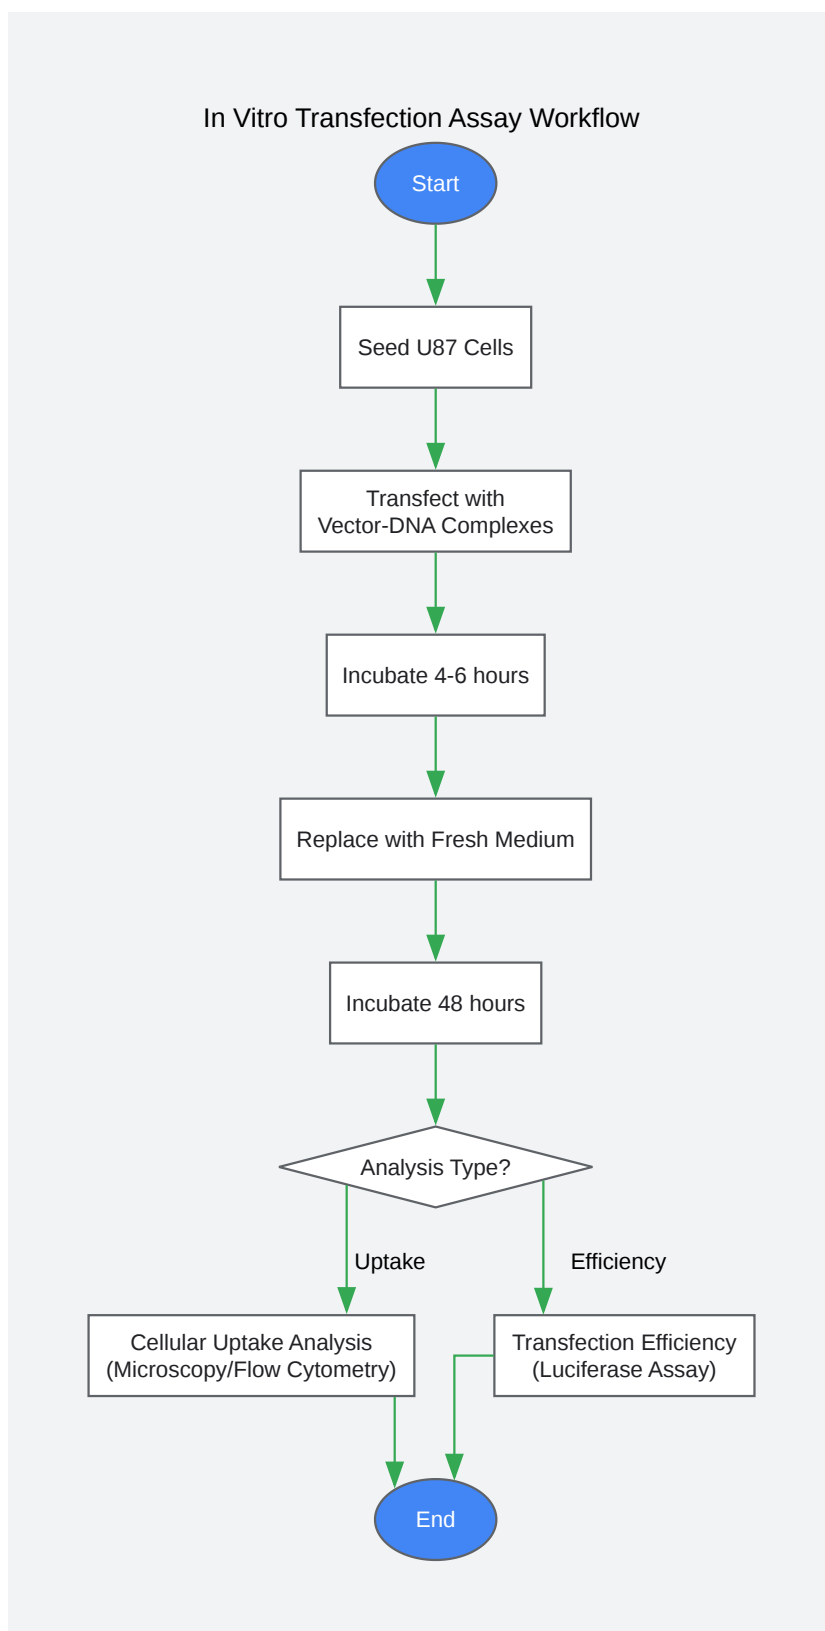 In Vitro Transfection Assay Workflow
Start
Seed U87 Cells
Transfect with
Vector-DNA Complexes
Incubate 4-6 hours
Replace with Fresh Medium
Incubate 48 hours
Analysis Type?
Uptake
Efficiency
Cellular Uptake Analysis
(Microscopy/Flow Cytometry)
Transfection Efficiency
(Luciferase Assay)
End